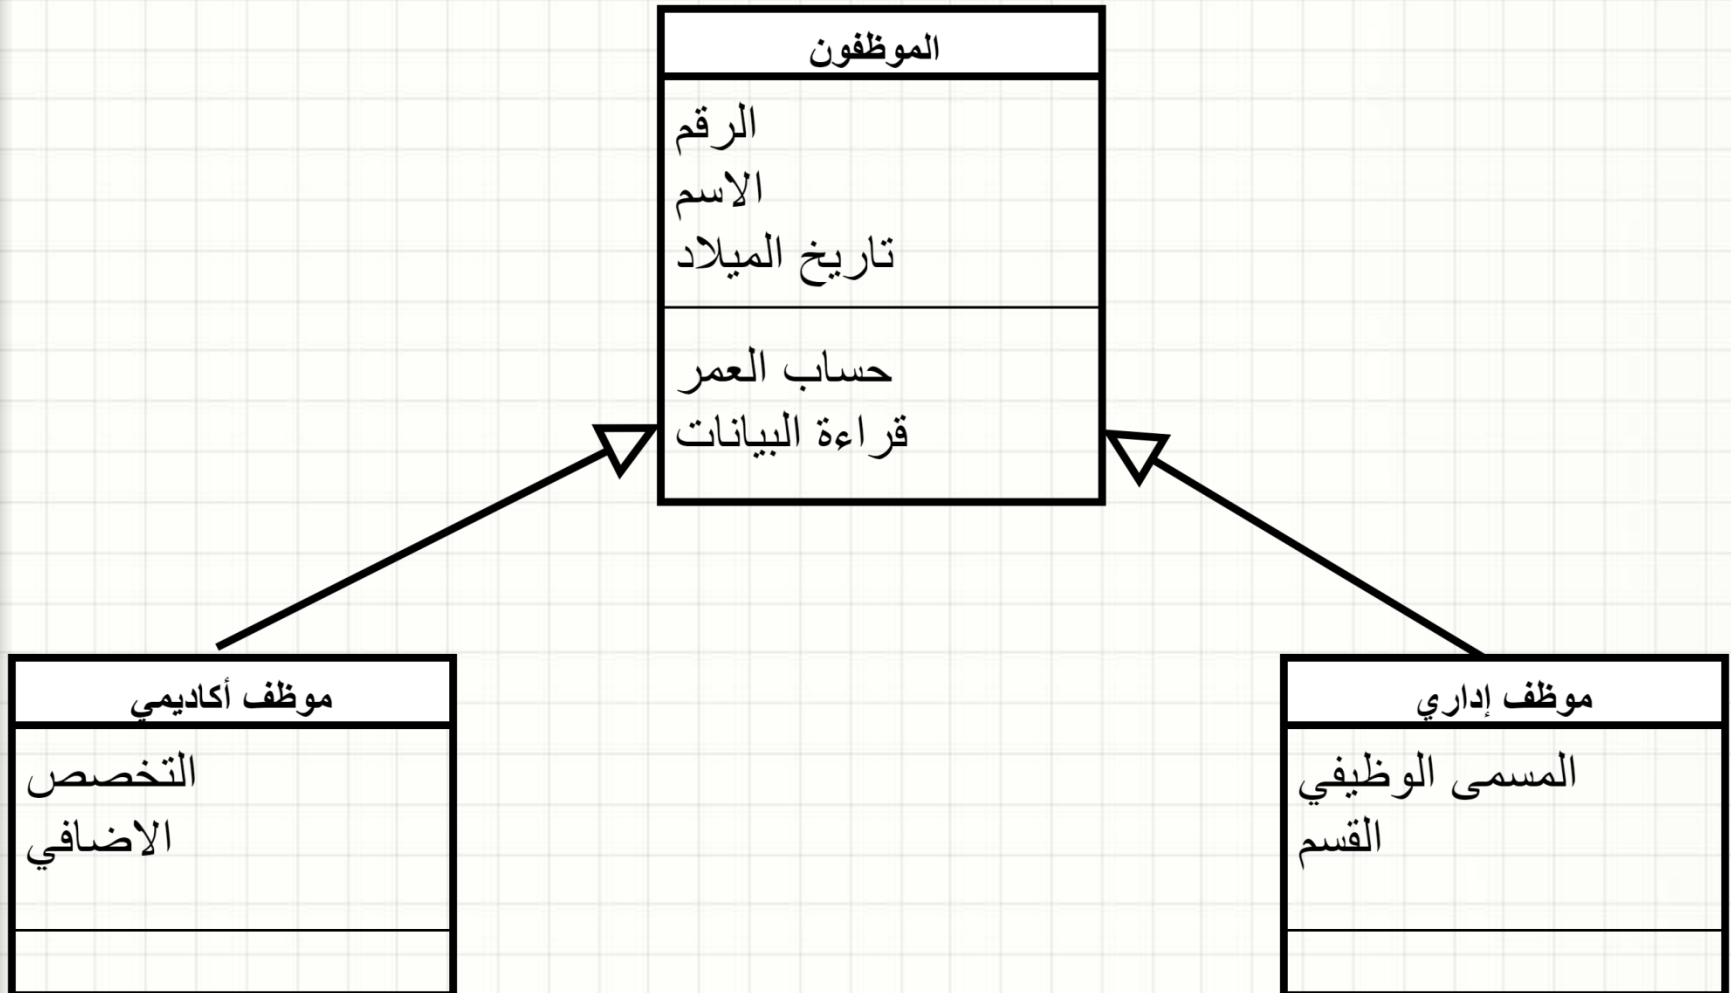 الموظفون
الرقم
الاسم
تاريخ الميلاد
حساب العمر
قراءة البيانات
موظف إداري
المسمى الوظيفي
القسم
موظف أكاديمي
التخصص
الاضافي